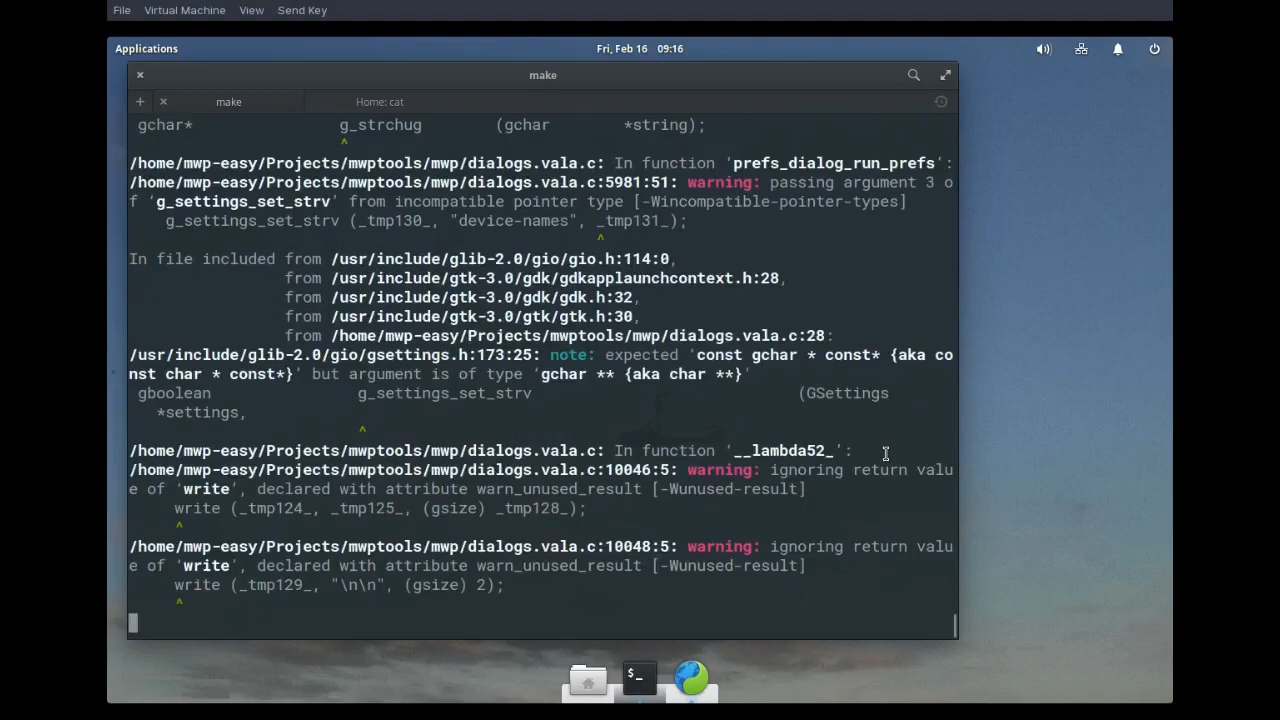 File Virtual Machine View Send Key
Applications Fri, Feb 16 09:16
make
make Home: cat
gchar* g_strchug (gchar *string);
^
/home/mwp-easy/Projects/mwptools/mwp/dialogs.vala.c: In function ‘prefs_dialog_run_prefs’:
/home/mwp-easy/Projects/mwptools/mwp/dialogs.vala.c:5981:51: warning: passing argument 3 o
f ‘g_settings_set_strv’ from incompatible pointer type [-Wincompatible-pointer-types]
g_settings_set_strv (_tmp130_, "device-names", _tmp131_);
^
In file included from /usr/include/glib-2.0/gio/gio.h:114:0,
from /usr/include/gtk-3.0/gdk/gdkapplaunchcontext.h:28,
from /usr/include/gtk-3.0/gdk/gdk.h:32,
from /usr/include/gtk-3.0/gtk/gtk.h:30,
from /home/mwp-easy/Projects/mwptools/mwp/dialogs.vala.c:28:
/usr/include/glib-2.0/gio/gsettings.h:173:25: note: expected ‘const gchar * const* {aka co
nst char * const*}’ but argument is of type ‘gchar ** {aka char **}’
gboolean g_settings_set_strv (GSettings
*settings,
^
/home/mwp-easy/Projects/mwptools/mwp/dialogs.vala.c: In function ‘__lambda52_’:
/home/mwp-easy/Projects/mwptools/mwp/dialogs.vala.c:10046:5: warning: ignoring return valu
e of ‘write’, declared with attribute warn_unused_result [-Wunused-result]
write (_tmp124_, _tmp125_, (gsize) _tmp128_);
^
/home/mwp-easy/Projects/mwptools/mwp/dialogs.vala.c:10048:5: warning: ignoring return valu
e of ‘write’, declared with attribute warn_unused_result [-Wunused-result]
write (_tmp129_, "\n\n", (gsize) 2);
^
$_